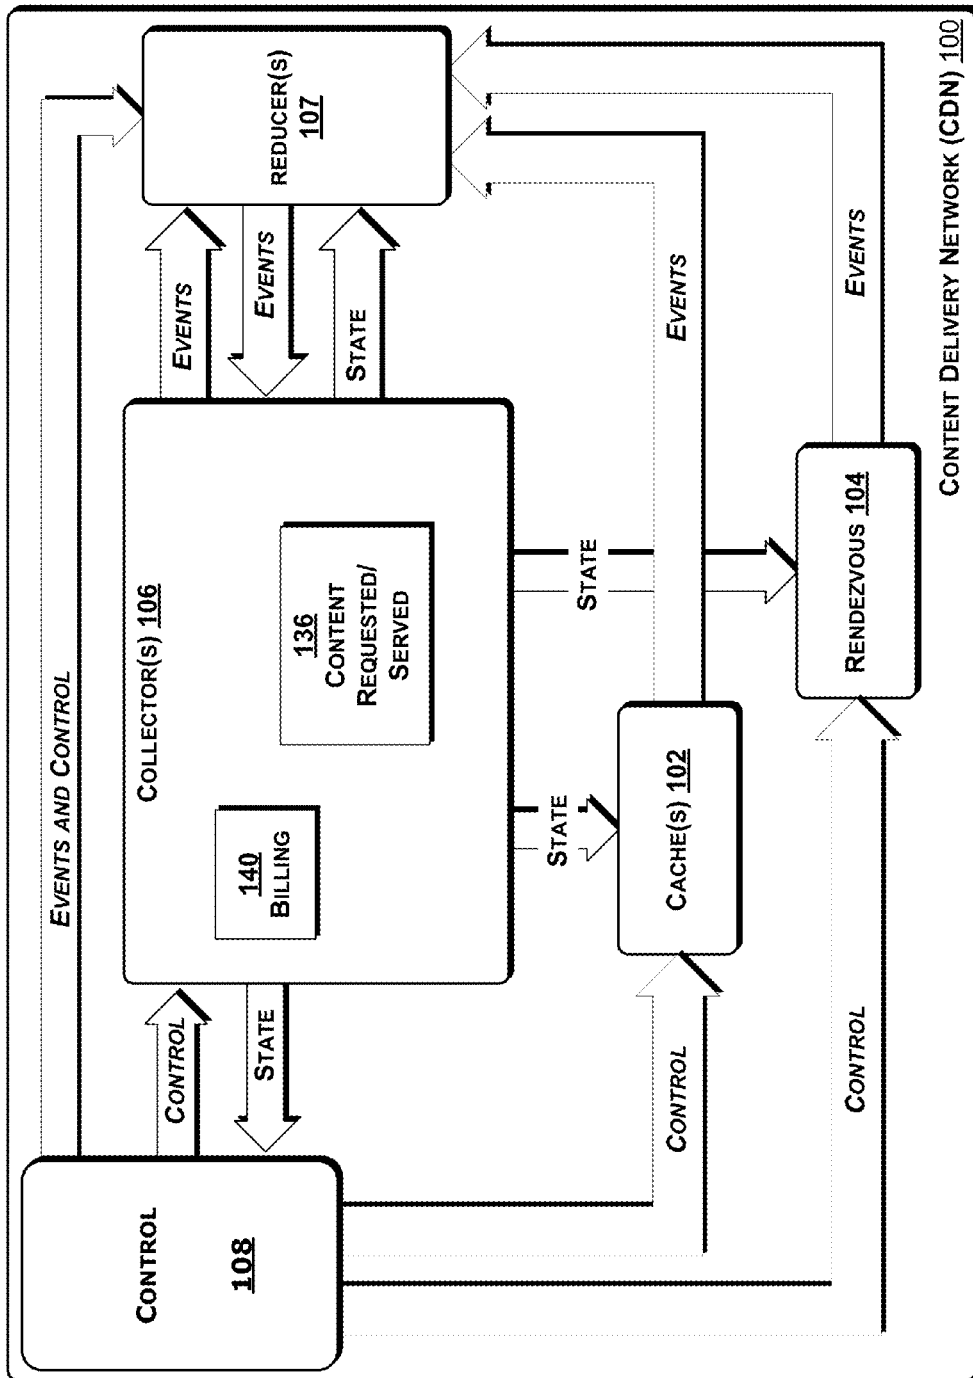 EVENTS AND CONTROL
CONTROL
108
CONTROL
STATE
COLLECTOR(S) 106
140
BILLING
136
CONTENT
REQUESTED/
SERVED
EVENTS
EVENTS
STATE
REDUCER(S)
107
STATE
STATE
CONTROL
CACHE(S) 102
EVENTS
CONTROL
RENDEZVOUS 104
EVENTS
CONTENT DELIVERY NETWORK (CDN) 100